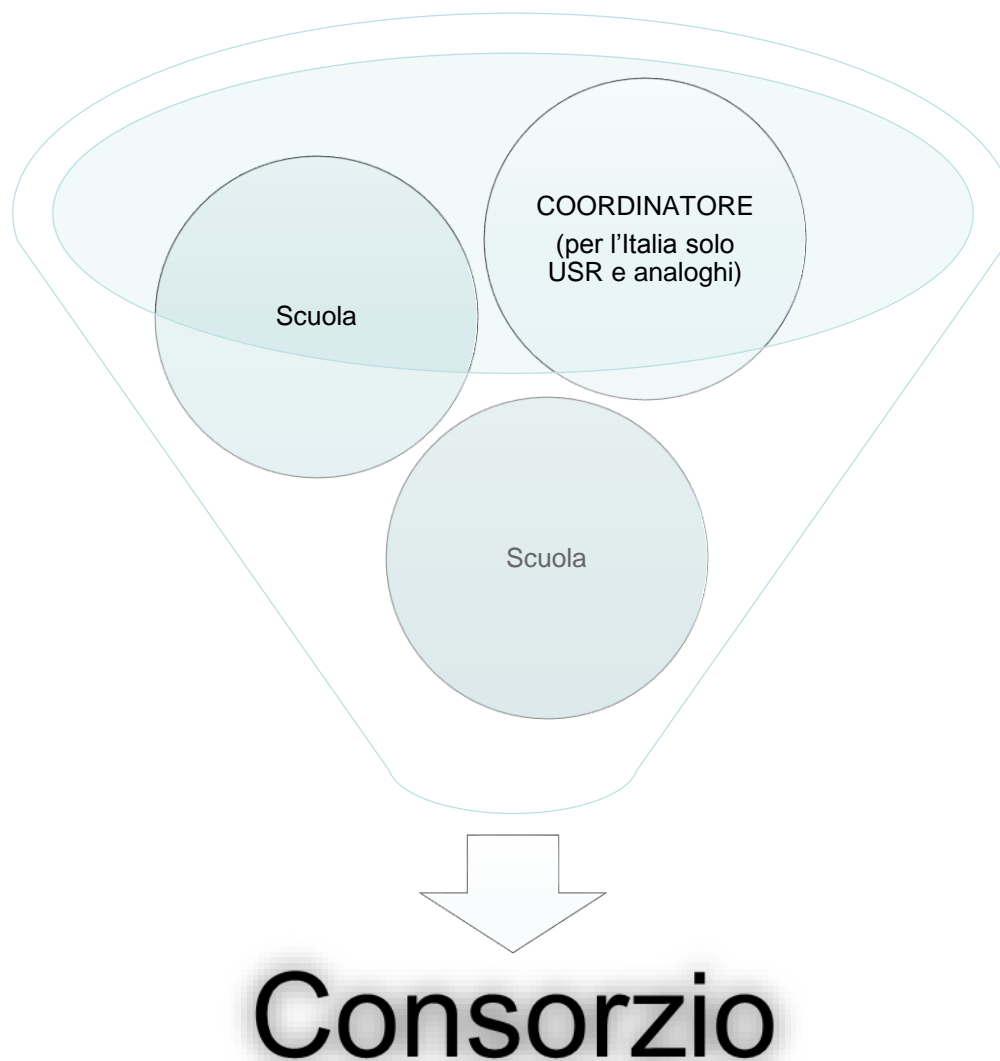 COORDINATORE
(per l’Italia solo
USR e analoghi)
Scuola
Scuola
Consorzio